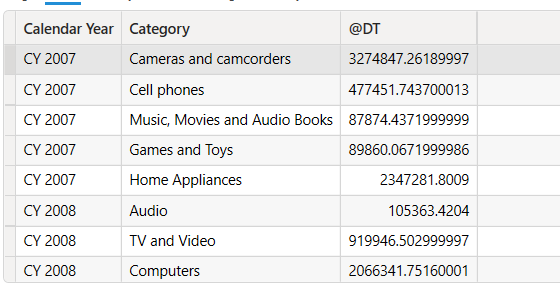 Calendar Year Category @DT
CY 2007 Cameras and camcorders 3274847.26189997
CY 2007 Cell phones 477451.743700013
CY 2007 Music, Movies and Audio Books 87874.4371999999
CY 2007 Games and Toys 89860.0671999986
CY 2007 Home Appliances 2347281.8009
CY 2008 Audio 105363.4204
CY 2008 TV and Video 919946.502999997
CY 2008 Computers 2066341.75160001